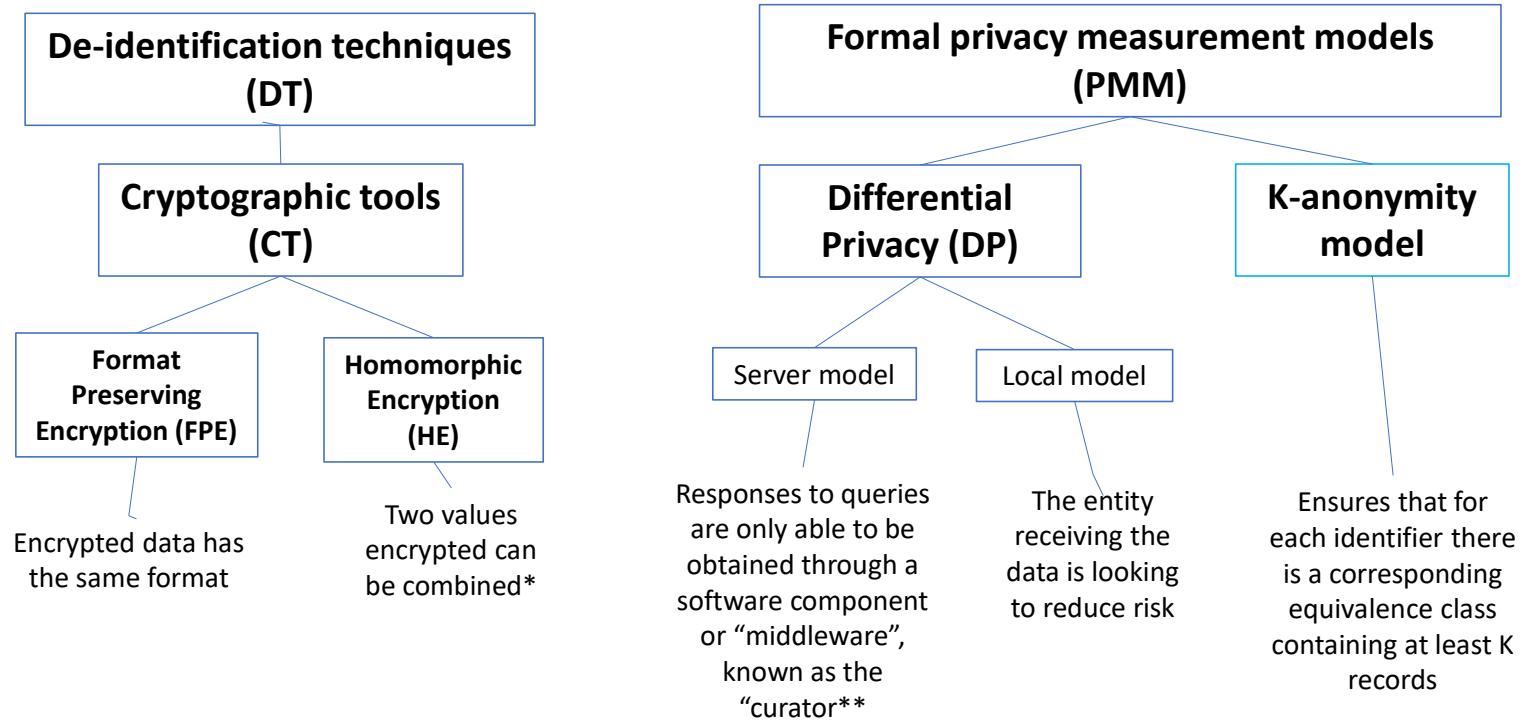 De-identification techniques
(DT)
Cryptographic tools
(CT)
Format
Preserving
Encryption (FPE)
Homomorphic
Encryption
(HE)
Encrypted data has
the same format
Two values
encrypted can
be combined*
Formal privacy measurement models
(PMM)
Differential
Privacy (DP)
K-anonymity
model
Server model
Local model
Responses to queries
are only able to be
obtained through a
software component
or “middleware”,
known as the
“curator**
The entity
receiving the
data is looking
to reduce risk
Ensures that for
each identifier there
is a corresponding
equivalence class
containing at least K
records